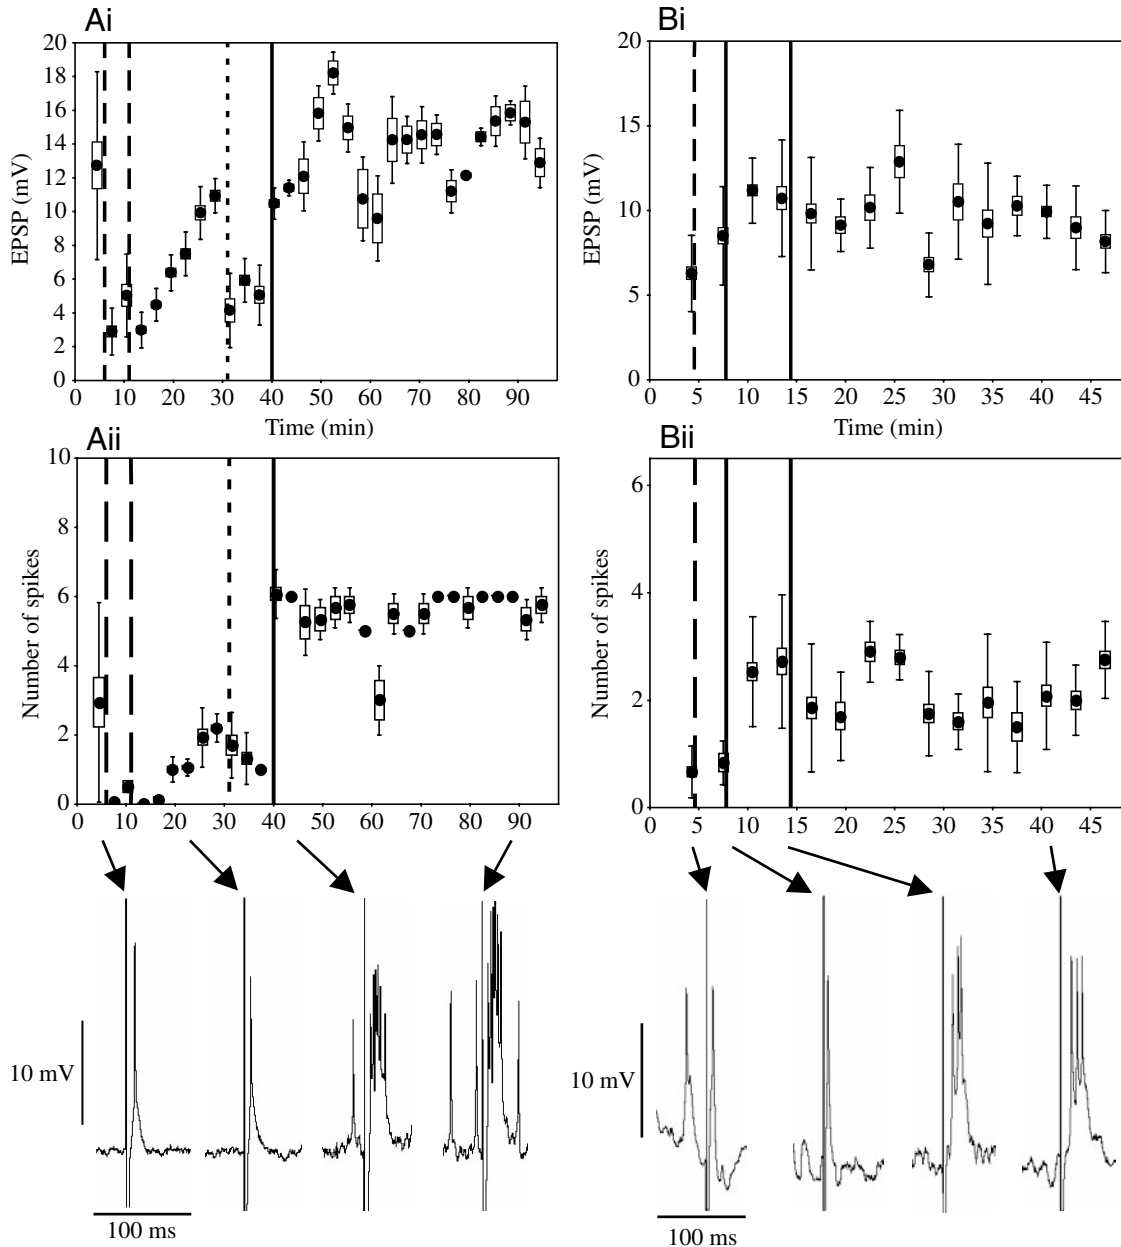 Ai
20
18
16
14
12
10
8
6
4
2
0
EPSP (mV)
0 10 20 30 40 50 60 70 80 90
Time (min)
Bi
20
15
10
5
0
EPSP (mV)
0 5 10 15 20 25 30 35 40 45
Time (min)
Aii
10
8
6
4
2
0
Number of spikes
0 10 20 30 40 50 60 70 80 90
Bii
6
4
2
0
Number of spikes
0 5 10 15 20 25 30 35 40 45
10 mV
100 ms
10 mV
100 ms